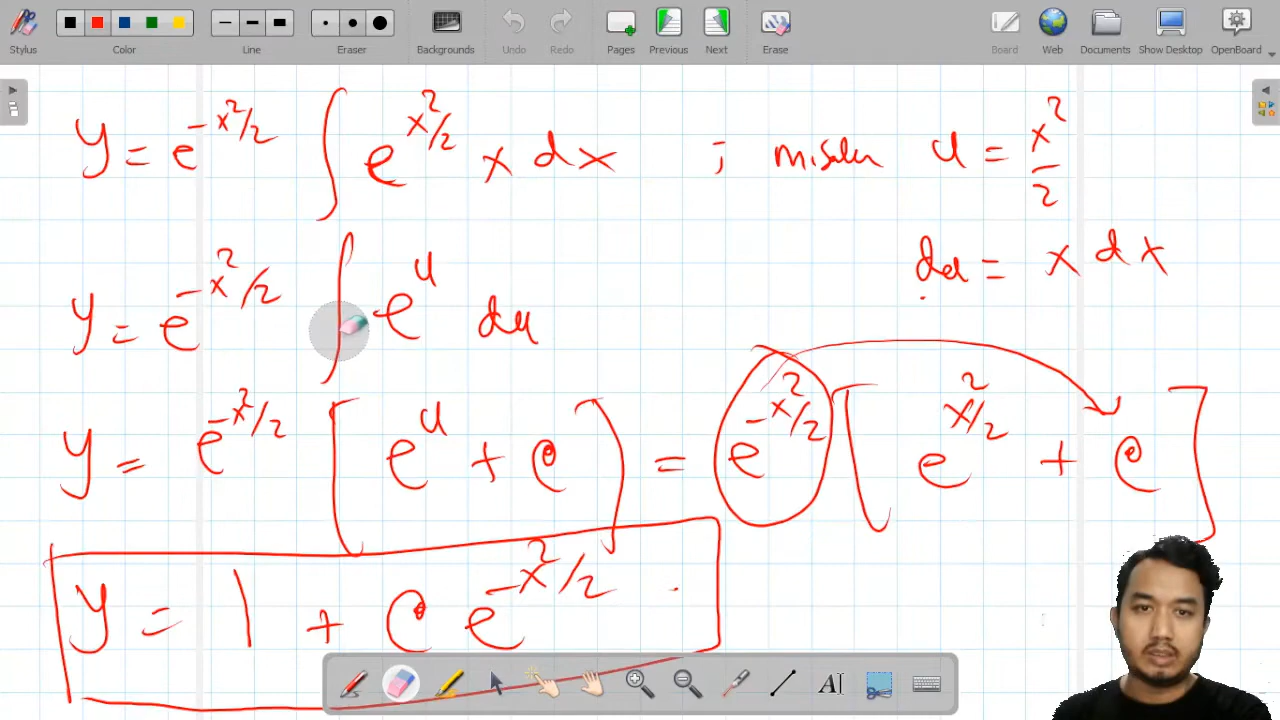 Stylus Color Line Eraser Backgrounds Undo Redo Pages Previous Next Erase Board Web Documents Show Desktop OpenBoard
y = e^{-x²/2} ∫ e^{x²/2} x dx ; misalkan u = x²/2
du = x dx
y = e^{-x²/2} ∫ e^u du
y = e^{-x²/2} [ e^u + C ] = e^{-x²/2} [ e^{x²/2} + C ]
y = 1 + C e^{-x²/2} .